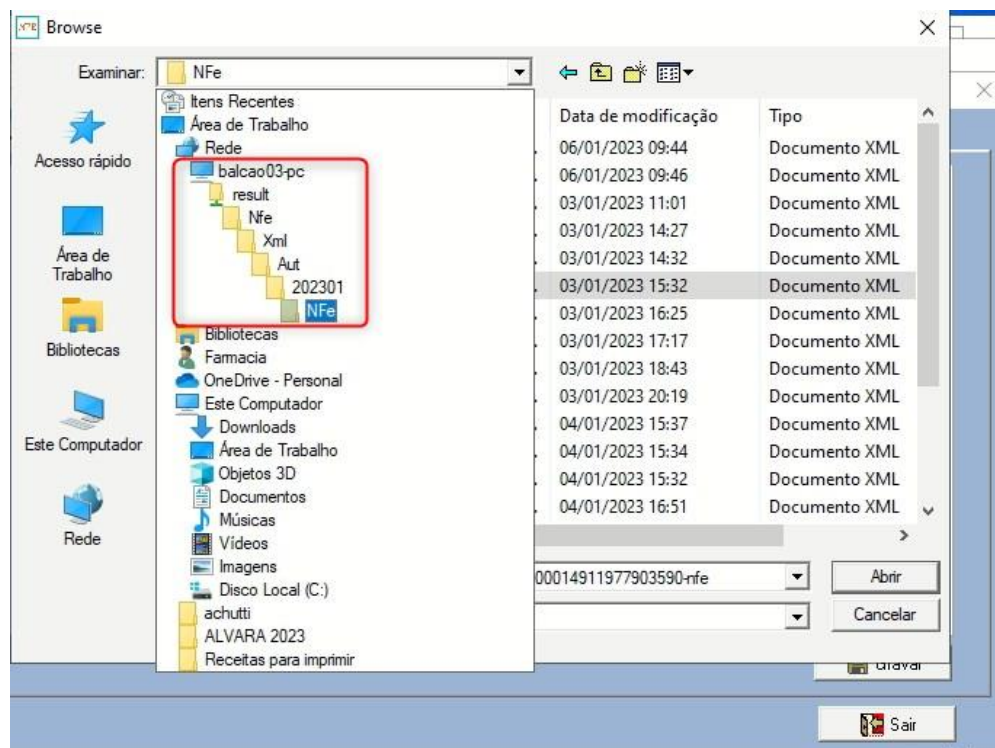 Browse
Examinar: NFe
Acesso rápido
Área de
Trabalho
Bibliotecas
Este Computador
Rede
Itens Recentes
Área de Trabalho
Rede
balcao03-pc
result
Nfe
Xml
Aut
202301
NFe
Bibliotecas
Farmacia
OneDrive - Personal
Este Computador
Downloads
Área de Trabalho
Objetos 3D
Documentos
Músicas
Vídeos
Imagens
Disco Local (C:)
achutti
ALVARA 2023
Receitas para imprimir
Data de modificação Tipo
06/01/2023 09:44 Documento XML
06/01/2023 09:46 Documento XML
03/01/2023 11:01 Documento XML
03/01/2023 14:27 Documento XML
03/01/2023 14:32 Documento XML
03/01/2023 15:32 Documento XML
03/01/2023 16:25 Documento XML
03/01/2023 17:17 Documento XML
03/01/2023 18:43 Documento XML
03/01/2023 20:19 Documento XML
04/01/2023 15:37 Documento XML
04/01/2023 15:34 Documento XML
04/01/2023 15:32 Documento XML
04/01/2023 16:51 Documento XML
00014911977903590-nfe
Abrir
Cancelar
Gravar
Sair